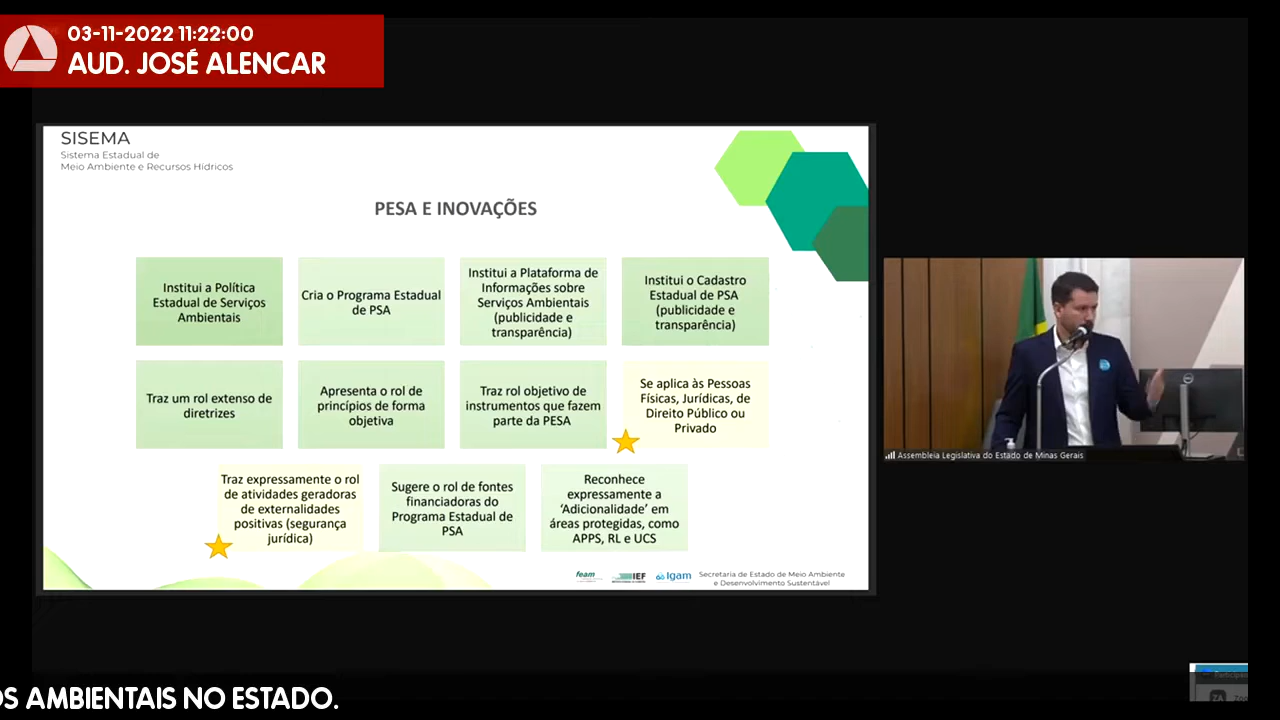 03-11-2022 11:22:00
AUD. JOSÉ ALENCAR
SISEMA
Sistema Estadual de
Meio Ambiente e Recursos Hídricos
PESA E INOVAÇÕES
Institui a Política
Estadual de Serviços
Ambientais
Cria o Programa Estadual
de PSA
Institui a Plataforma de
Informações sobre
Serviços Ambientais
(publicidade e
transparência)
Institui o Cadastro
Estadual de PSA
(publicidade e
transparência)
Traz um rol extenso de
diretrizes
Apresenta o rol de
princípios de forma
objetiva
Traz rol objetivo de
instrumentos que fazem
parte da PESA
Se aplica às Pessoas
Físicas, Jurídicas, de
Direito Público ou
Privado
Traz expressamente o rol
de atividades geradoras
de externalidades
positivas (segurança
jurídica)
Sugere o rol de fontes
financiadoras do
Programa Estadual de
PSA
Reconhece
expressamente a
‘Adicionalidade’ em
áreas protegidas, como
APPS, RL e UCS
feam
IEF
Igam
Secretaria de Estado de Meio Ambiente
e Desenvolvimento Sustentável
Assembleia Legislativa do Estado de Minas Gerais
DELL
ZA
OS AMBIENTAIS NO ESTADO.